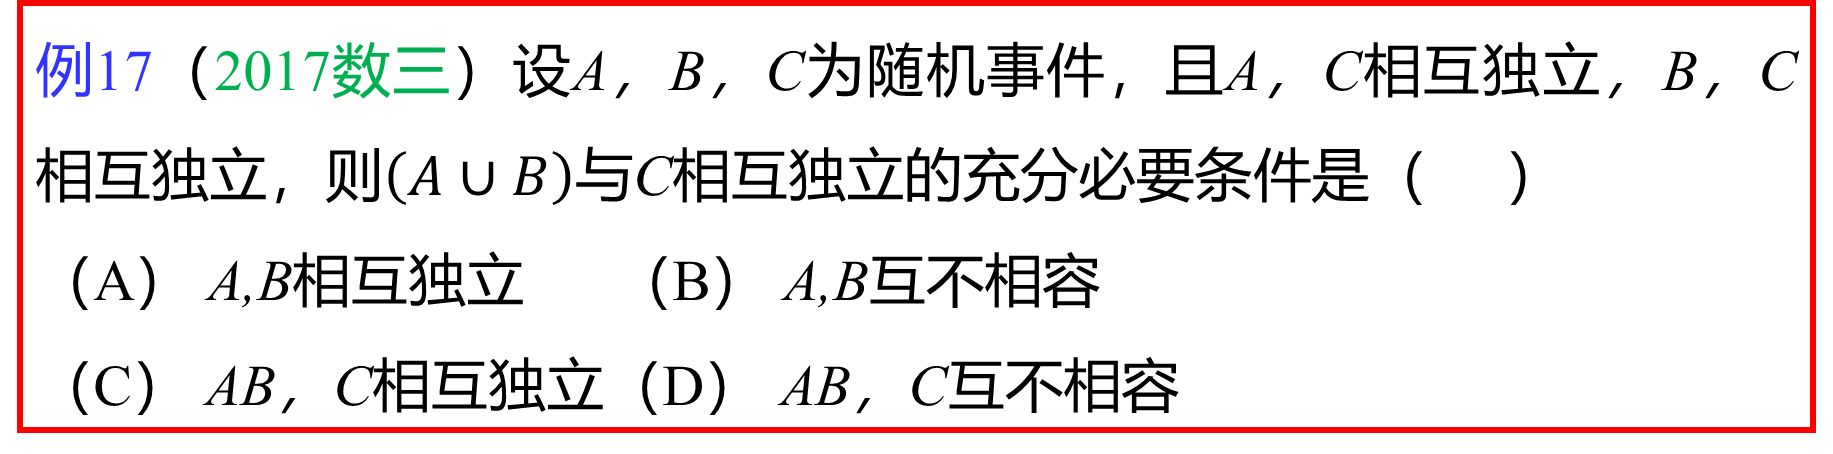 例17（2017数三）设A，B，C为随机事件，且A，C相互独立，B，C
相互独立，则(A ∪ B)与C相互独立的充分必要条件是（　　）
（A） A,B相互独立　　（B） A,B互不相容
（C） AB，C相互独立（D） AB，C互不相容